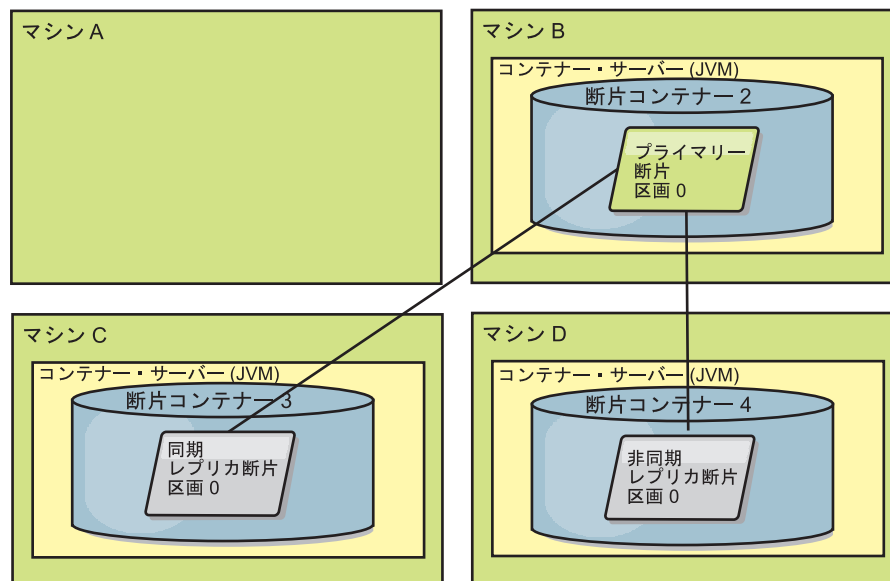 マシン A
マシン B
コンテナー・サーバー (JVM)
断片コンテナー 2
プライマリー
断片
区画 0
マシン C
コンテナー・サーバー (JVM)
断片コンテナー 3
同期
レプリカ断片
区画 0
マシン D
コンテナー・サーバー (JVM)
断片コンテナー 4
非同期
レプリカ断片
区画 0